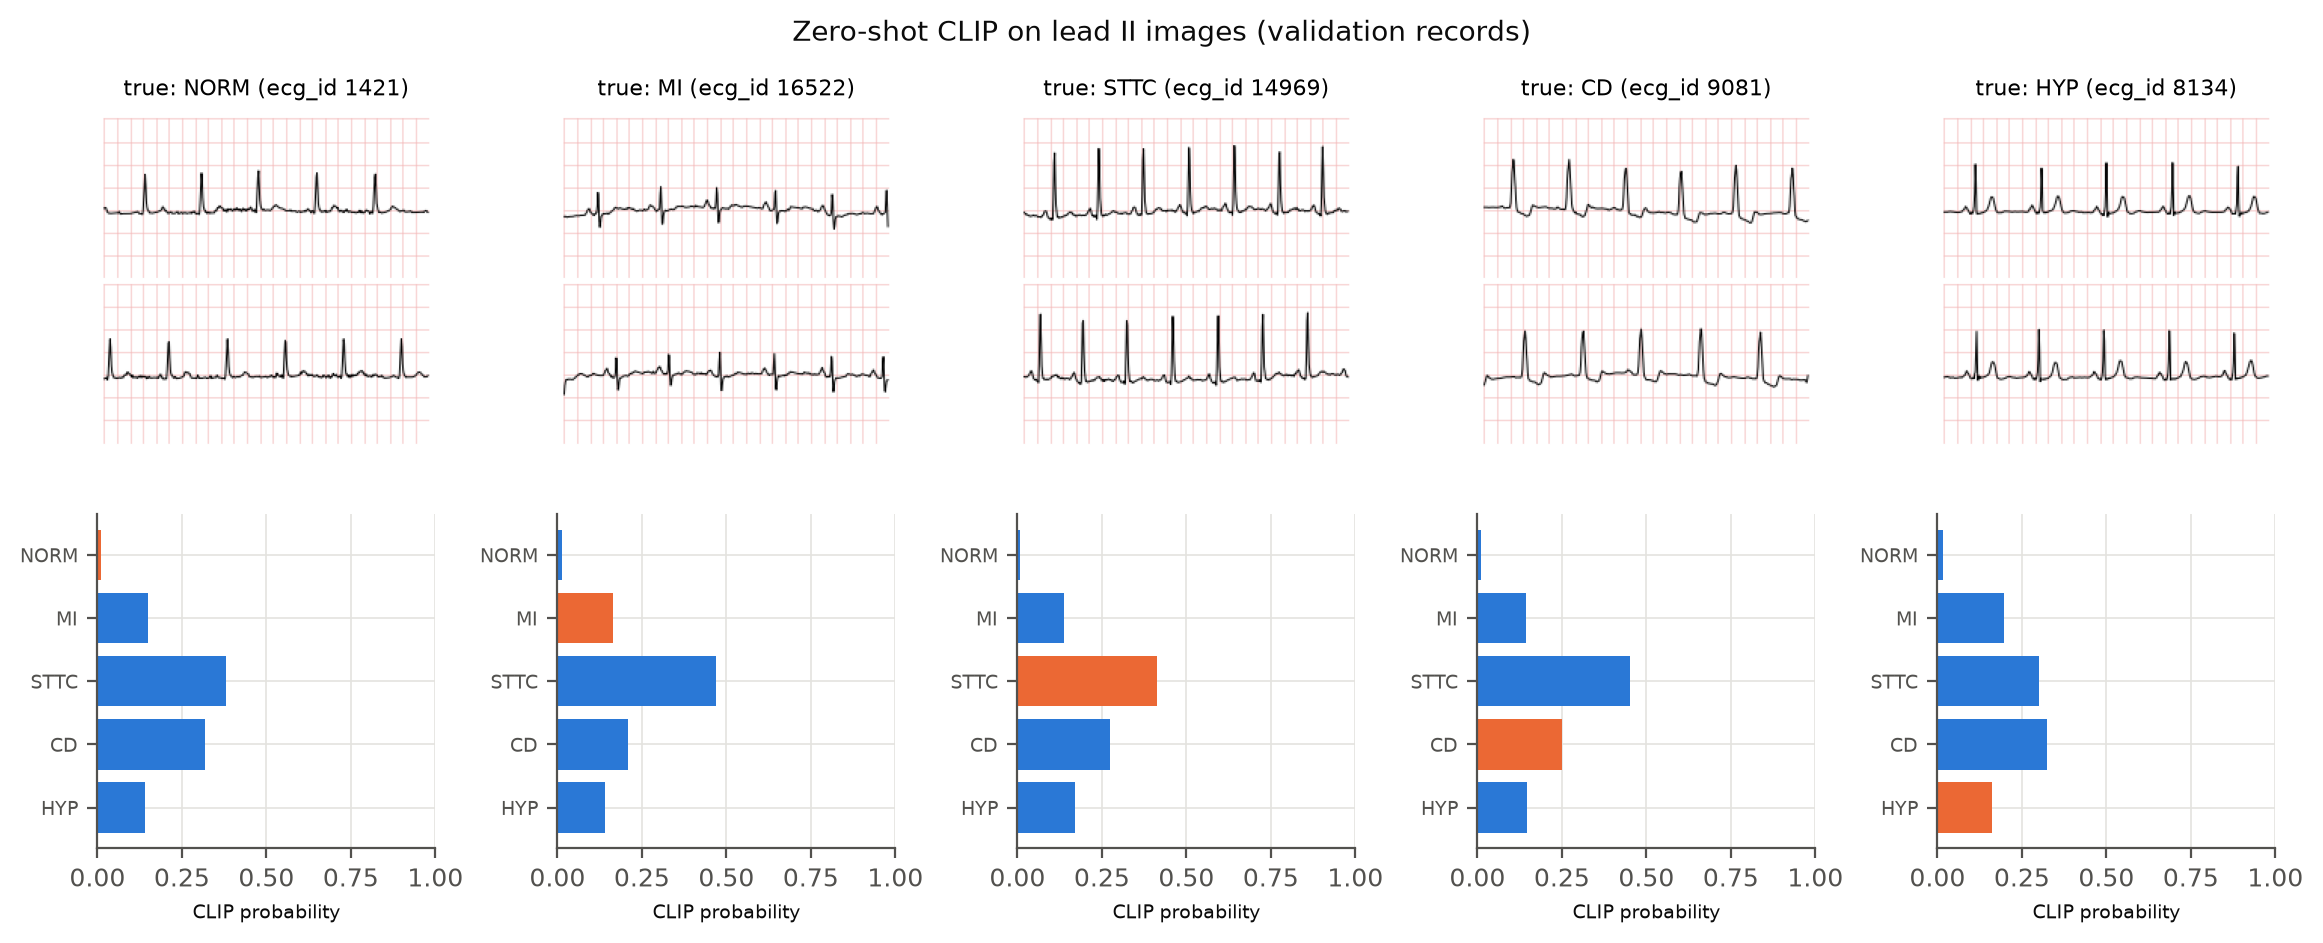 Zero-shot CLIP on lead II images (validation records)
true: NORM (ecg_id 1421)
true: MI (ecg_id 16522)
true: STTC (ecg_id 14969)
true: CD (ecg_id 9081)
true: HYP (ecg_id 8134)
NORM
MI
STTC
CD
HYP
0.00 0.25 0.50 0.75 1.00
CLIP probability
NORM
MI
STTC
CD
HYP
0.00 0.25 0.50 0.75 1.00
CLIP probability
NORM
MI
STTC
CD
HYP
0.00 0.25 0.50 0.75 1.00
CLIP probability
NORM
MI
STTC
CD
HYP
0.00 0.25 0.50 0.75 1.00
CLIP probability
NORM
MI
STTC
CD
HYP
0.00 0.25 0.50 0.75 1.00
CLIP probability